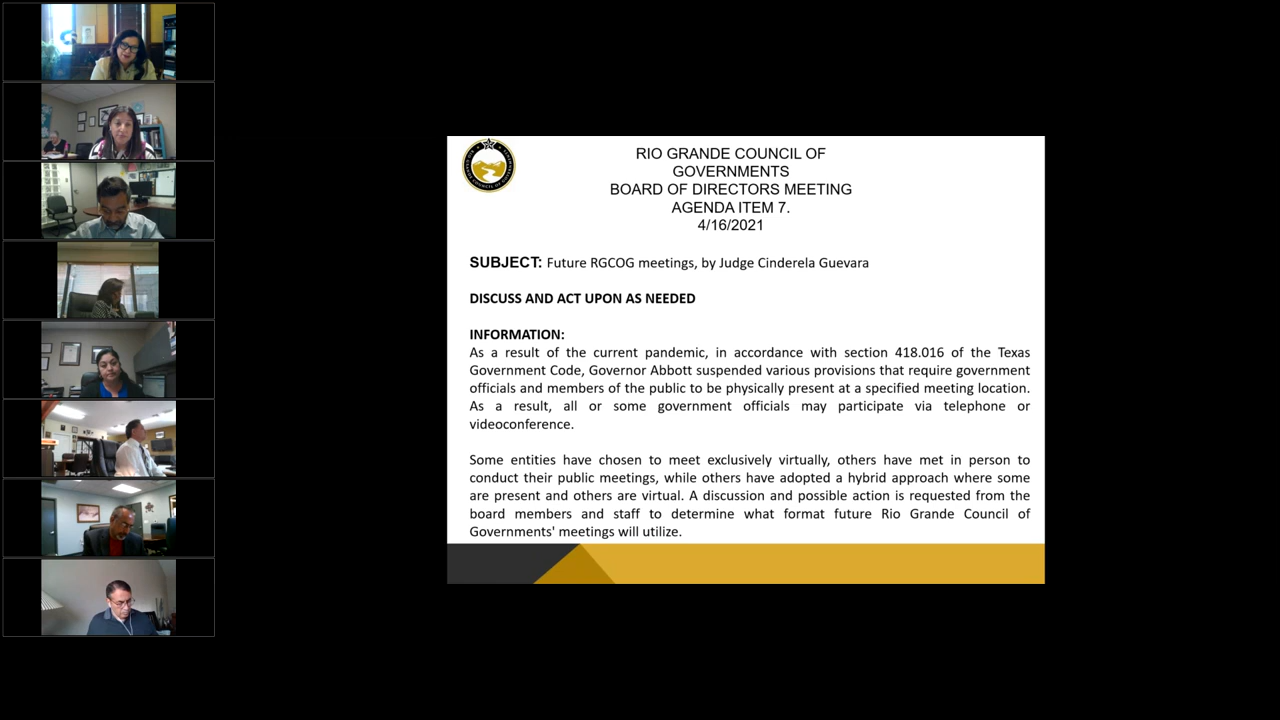 RIO GRANDE COUNCIL OF
GOVERNMENTS
BOARD OF DIRECTORS MEETING
AGENDA ITEM 7.
4/16/2021
SUBJECT: Future RGCOG meetings, by Judge Cinderela Guevara
DISCUSS AND ACT UPON AS NEEDED
INFORMATION:
As a result of the current pandemic, in accordance with section 418.016 of the Texas
Government Code, Governor Abbott suspended various provisions that require government
officials and members of the public to be physically present at a specified meeting location.
As a result, all or some government officials may participate via telephone or
videoconference.
Some entities have chosen to meet exclusively virtually, others have met in person to
conduct their public meetings, while others have adopted a hybrid approach where some
are present and others are virtual. A discussion and possible action is requested from the
board members and staff to determine what format future Rio Grande Council of
Governments' meetings will utilize.